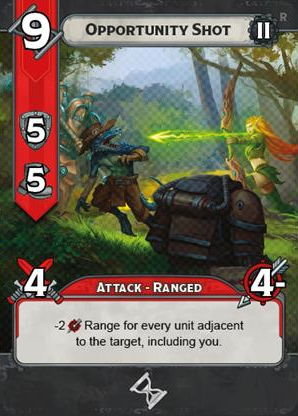 9 OPPORTUNITY SHOT II
R
5
5
4 ATTACK - RANGED 4-
-2 Range for every unit adjacent
to the target, including you.